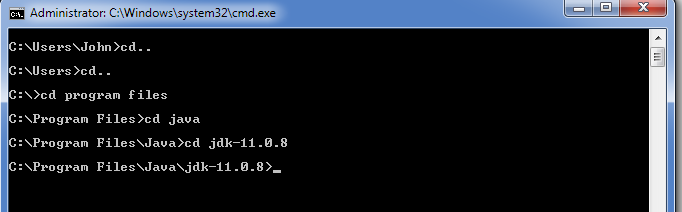 Administrator: C:\Windows\system32\cmd.exe
C:\Users\John>cd..
C:\Users>cd..
C:\>cd program files
C:\Program Files>cd java
C:\Program Files\Java>cd jdk-11.0.8
C:\Program Files\Java\jdk-11.0.8>_